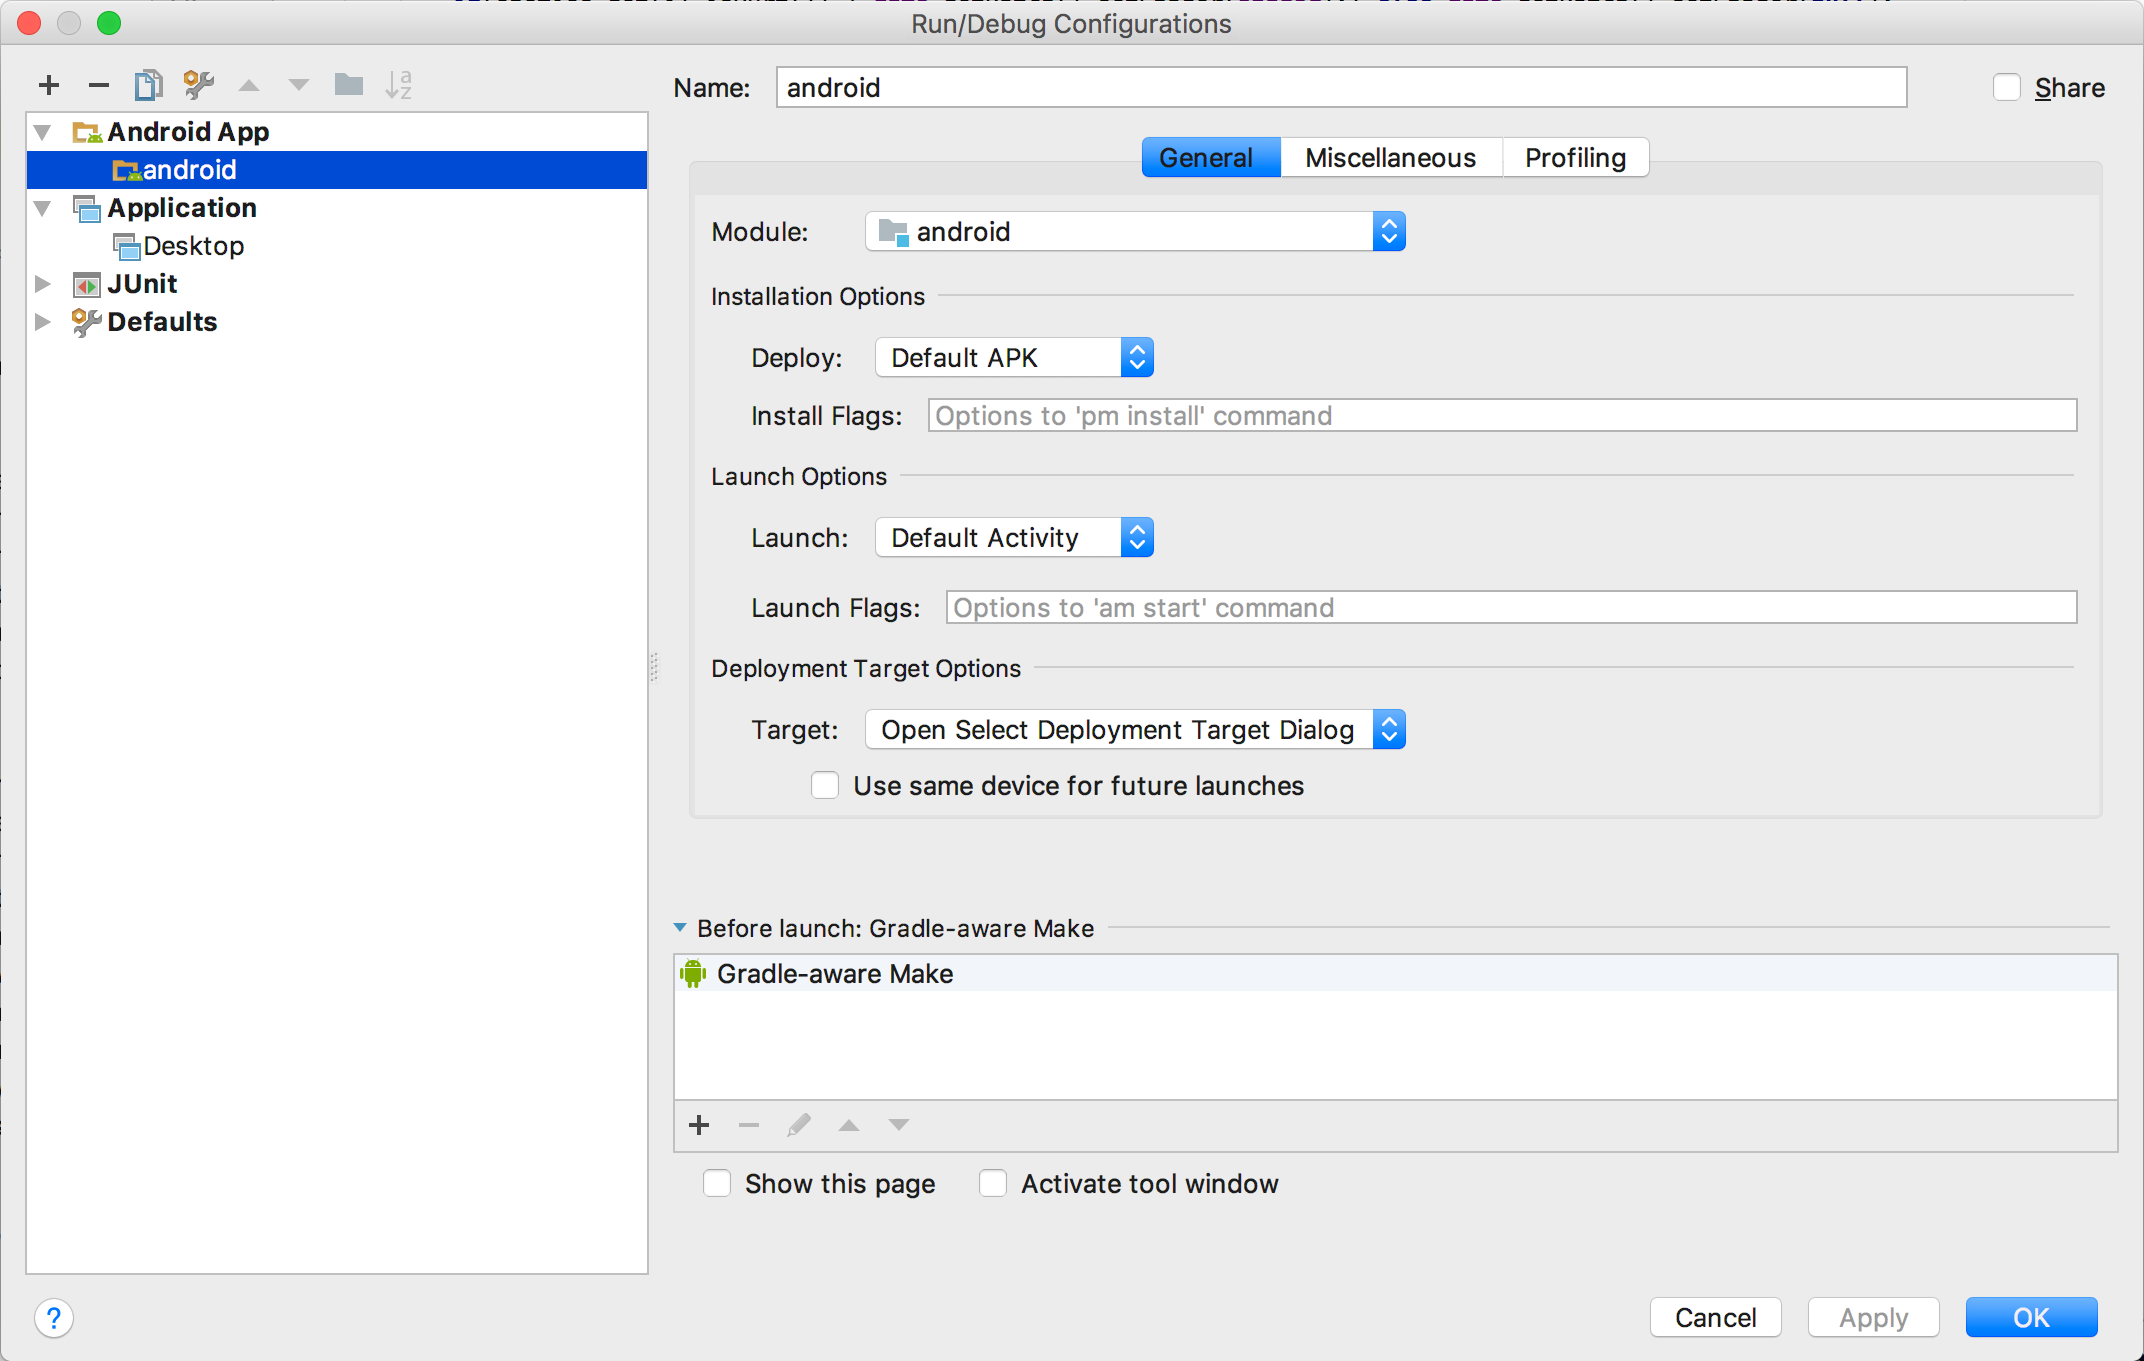 Run/Debug Configurations
Name: android Share
Android App
android
Application
Desktop
JUnit
Defaults
General Miscellaneous Profiling
Module: android
Installation Options
Deploy: Default APK
Install Flags: Options to 'pm install' command
Launch Options
Launch: Default Activity
Launch Flags: Options to 'am start' command
Deployment Target Options
Target: Open Select Deployment Target Dialog
Use same device for future launches
Before launch: Gradle-aware Make
Gradle-aware Make
Show this page Activate tool window
? Cancel Apply OK